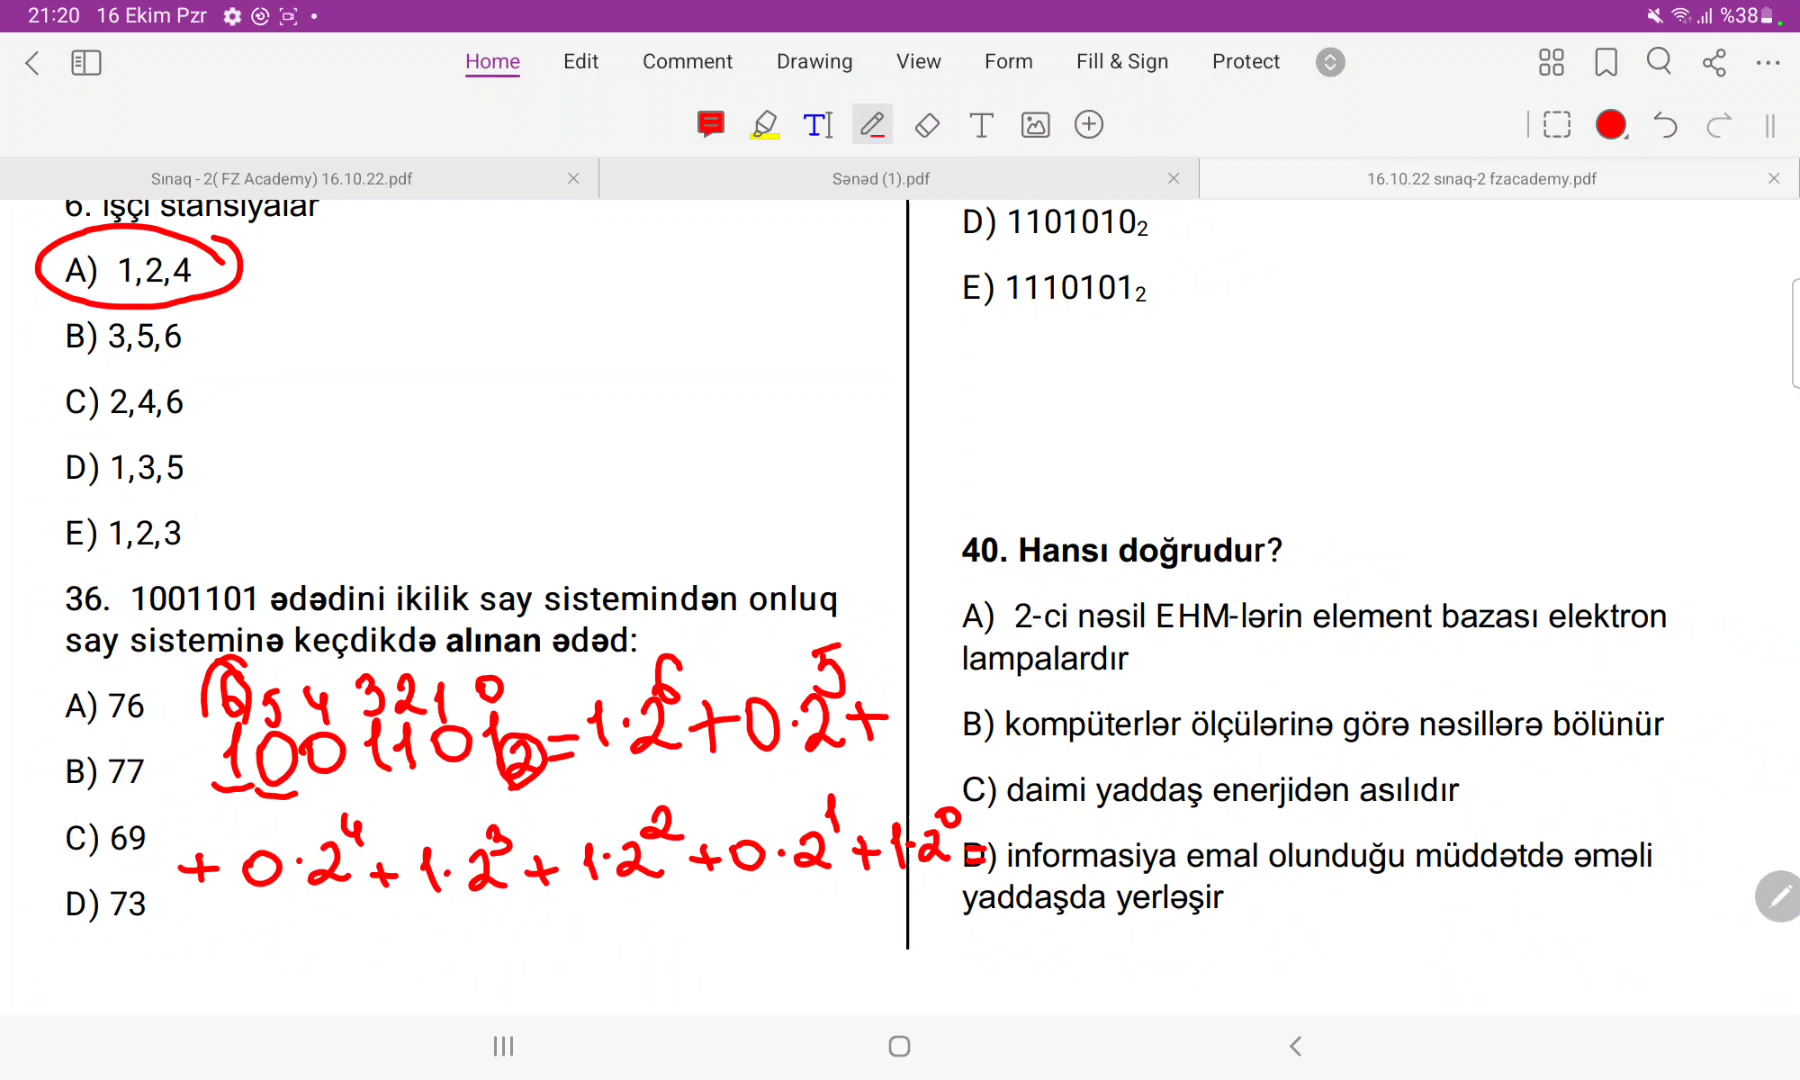 21:20 16 Ekim Pzr %38
Home Edit Comment Drawing View Form Fill & Sign Protect
Sınaq - 2( FZ Academy) 16.10.22.pdf
Sənəd (1).pdf
16.10.22 sınaq-2 fzacademy.pdf
6. İşçi stansiyalar
A) 1,2,4
B) 3,5,6
C) 2,4,6
D) 1,3,5
E) 1,2,3
36. 1001101 ədədini ikilik say sistemindən onluq
say sisteminə keçdikdə alınan ədəd:
A) 76
B) 77
C) 69
D) 73
6 5 4 3 2 1 0
1001101₂=1·2⁶+0·2⁵+
+0·2⁴+1·2³+1·2²+0·2¹+1·2⁰=
D) 1101010₂
E) 1110101₂
40. Hansı doğrudur?
A) 2-ci nəsil EHM-lərin element bazası elektron
lampalardır
B) kompüterlər ölçülərinə görə nəsillərə bölünür
C) daimi yaddaş enerjidən asılıdır
D) informasiya emal olunduğu müddətdə əməli
yaddaşda yerləşir